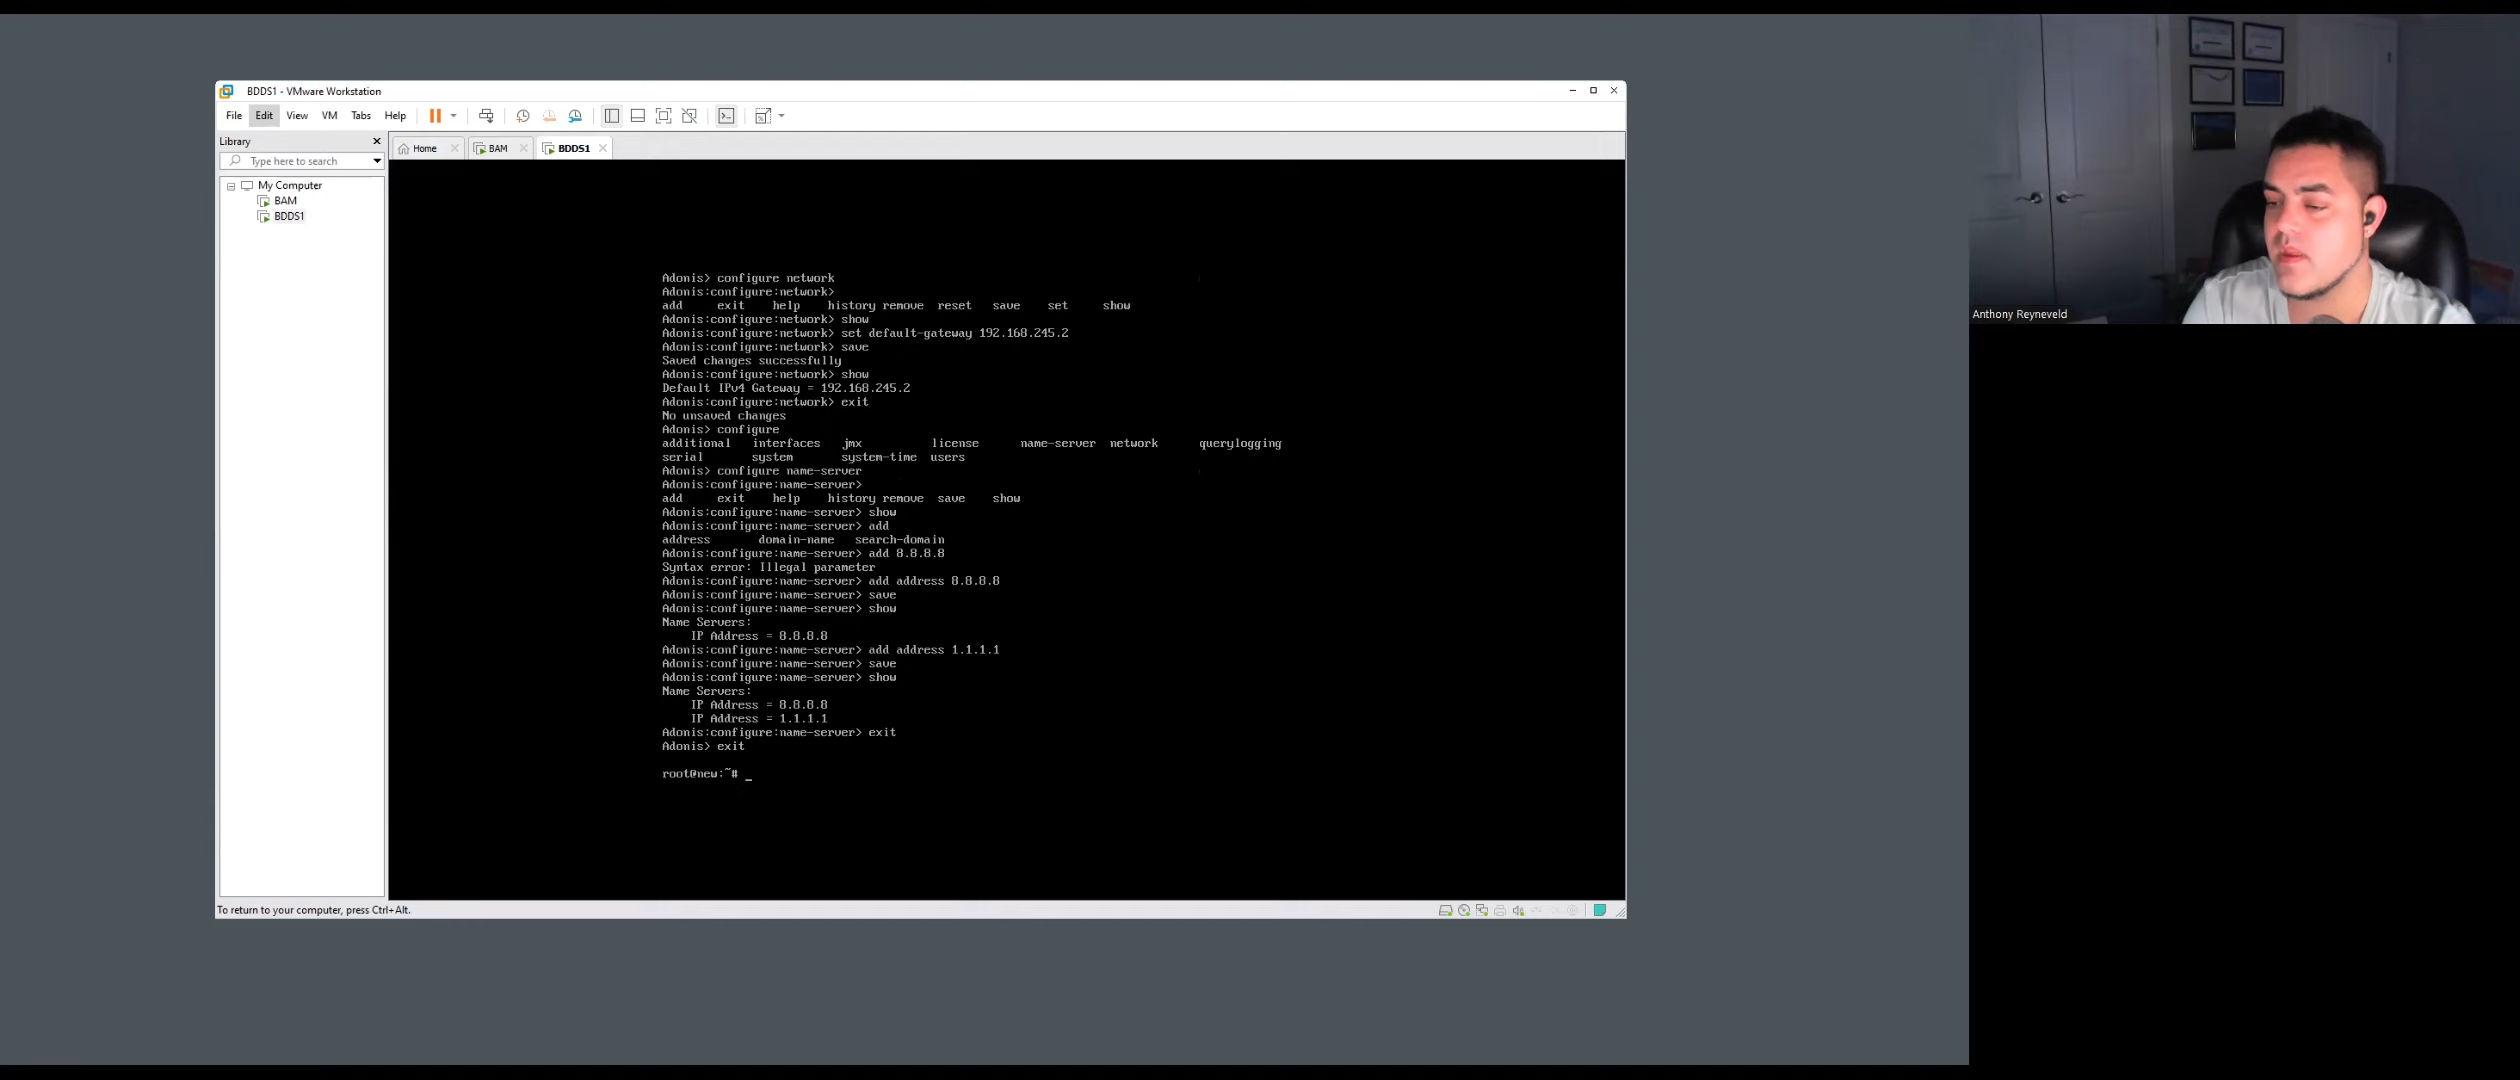 BDDS1 - VMware Workstation
File Edit View VM Tabs Help
Library
Type here to search
My Computer
BAM
BDDS1
Home BAM BDDS1
Adonis> configure network
Adonis:configure:network>
add exit help history remove reset save set show
Adonis:configure:network> show
Adonis:configure:network> set default-gateway 192.168.245.2
Adonis:configure:network> save
Saved changes successfully
Adonis:configure:network> show
Default IPv4 Gateway = 192.168.245.2
Adonis:configure:network> exit
No unsaved changes
Adonis> configure
additional interfaces jmx license name-server network querylogging
serial system system-time users
Adonis> configure name-server
Adonis:configure:name-server>
add exit help history remove save show
Adonis:configure:name-server> show
Adonis:configure:name-server> add
address domain-name search-domain
Adonis:configure:name-server> add 8.8.8.8
Syntax error: Illegal parameter
Adonis:configure:name-server> add address 8.8.8.8
Adonis:configure:name-server> save
Adonis:configure:name-server> show
Name Servers:
IP Address = 8.8.8.8
Adonis:configure:name-server> add address 1.1.1.1
Adonis:configure:name-server> save
Adonis:configure:name-server> show
Name Servers:
IP Address = 8.8.8.8
IP Address = 1.1.1.1
Adonis:configure:name-server> exit
Adonis> exit
root@new:~# _
To return to your computer, press Ctrl+Alt.
Anthony Reyneveld